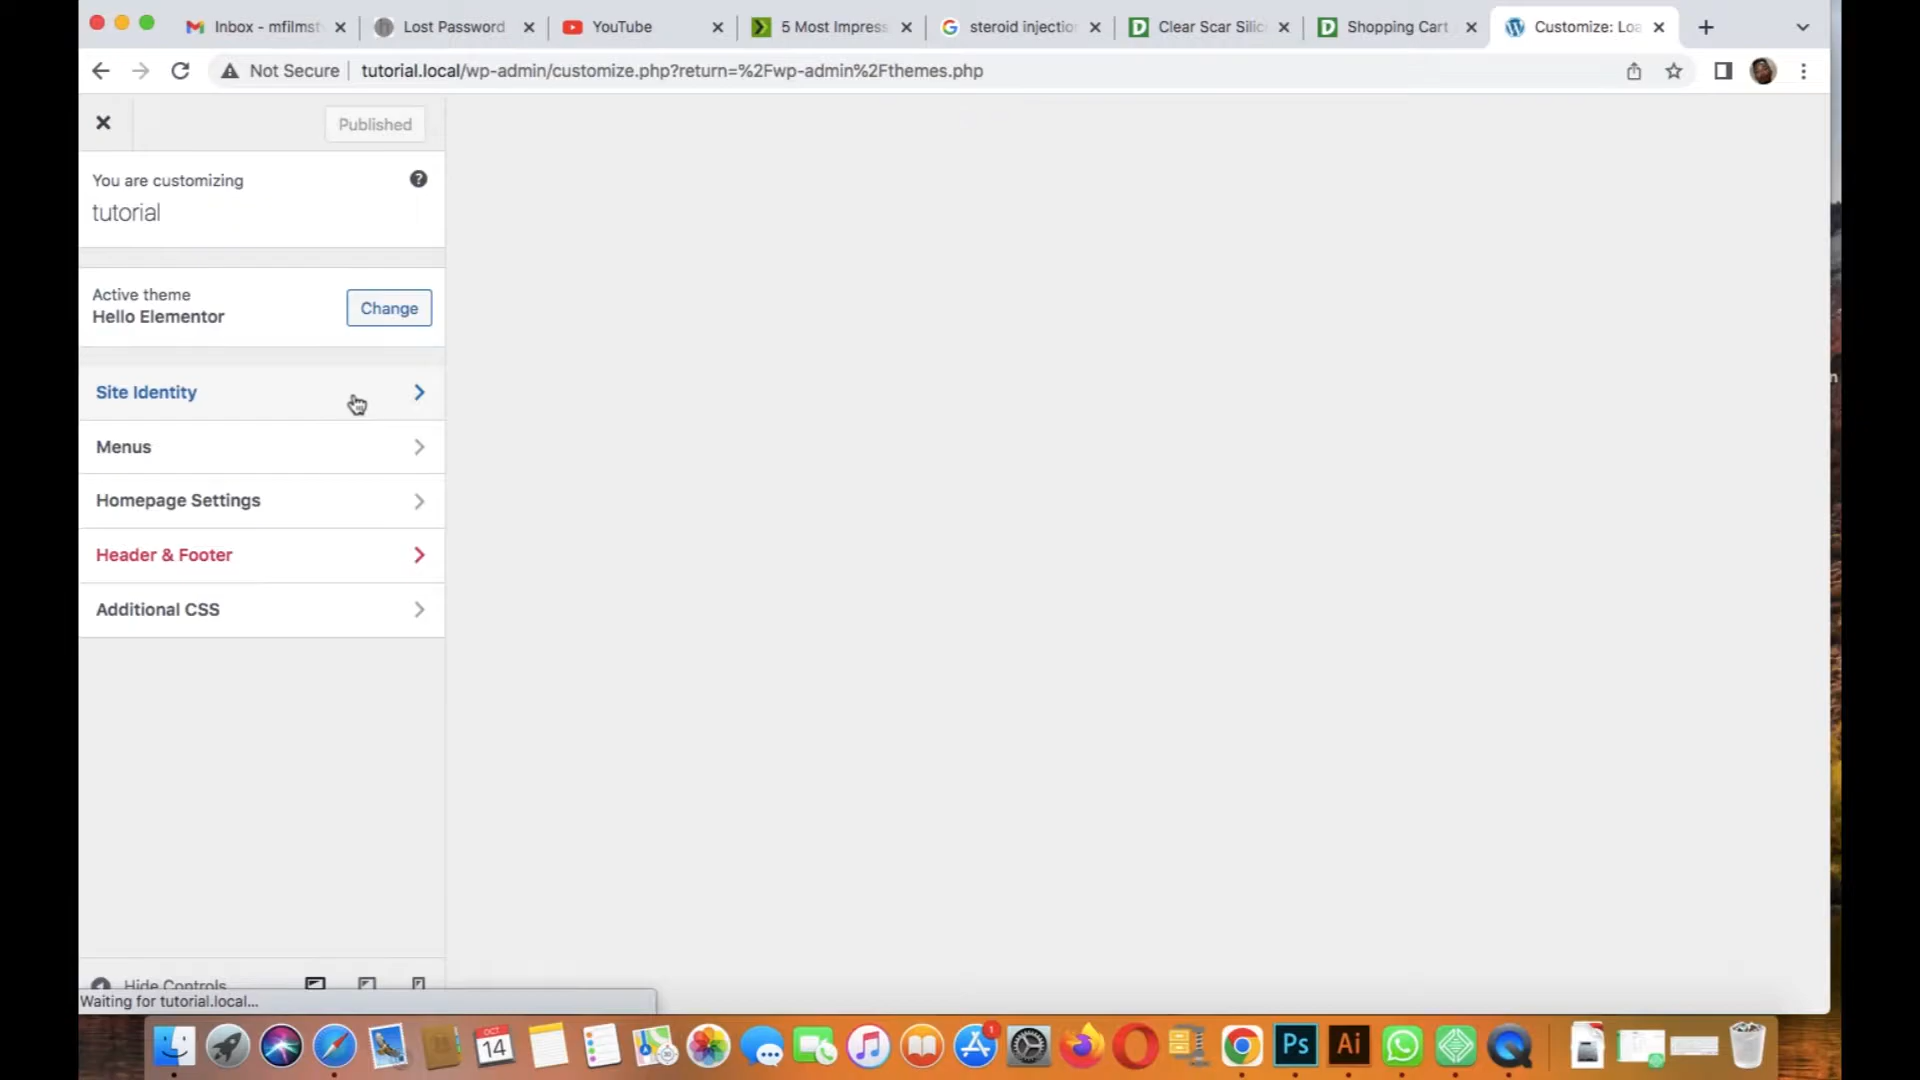 Inbox - mfilmst
Lost Password
YouTube
5 Most Impress
steroid injectio
Clear Scar Silic
Shopping Cart
Customize: Loa
Not Secure
tutorial.local/wp-admin/customize.php?return=%2Fwp-admin%2Fthemes.php
Published
You are customizing
tutorial
Active theme
Hello Elementor
Change
Site Identity
Menus
Homepage Settings
Header & Footer
Additional CSS
Hide Controls
Waiting for tutorial.local...
OCT
14
1
Ps
Ai